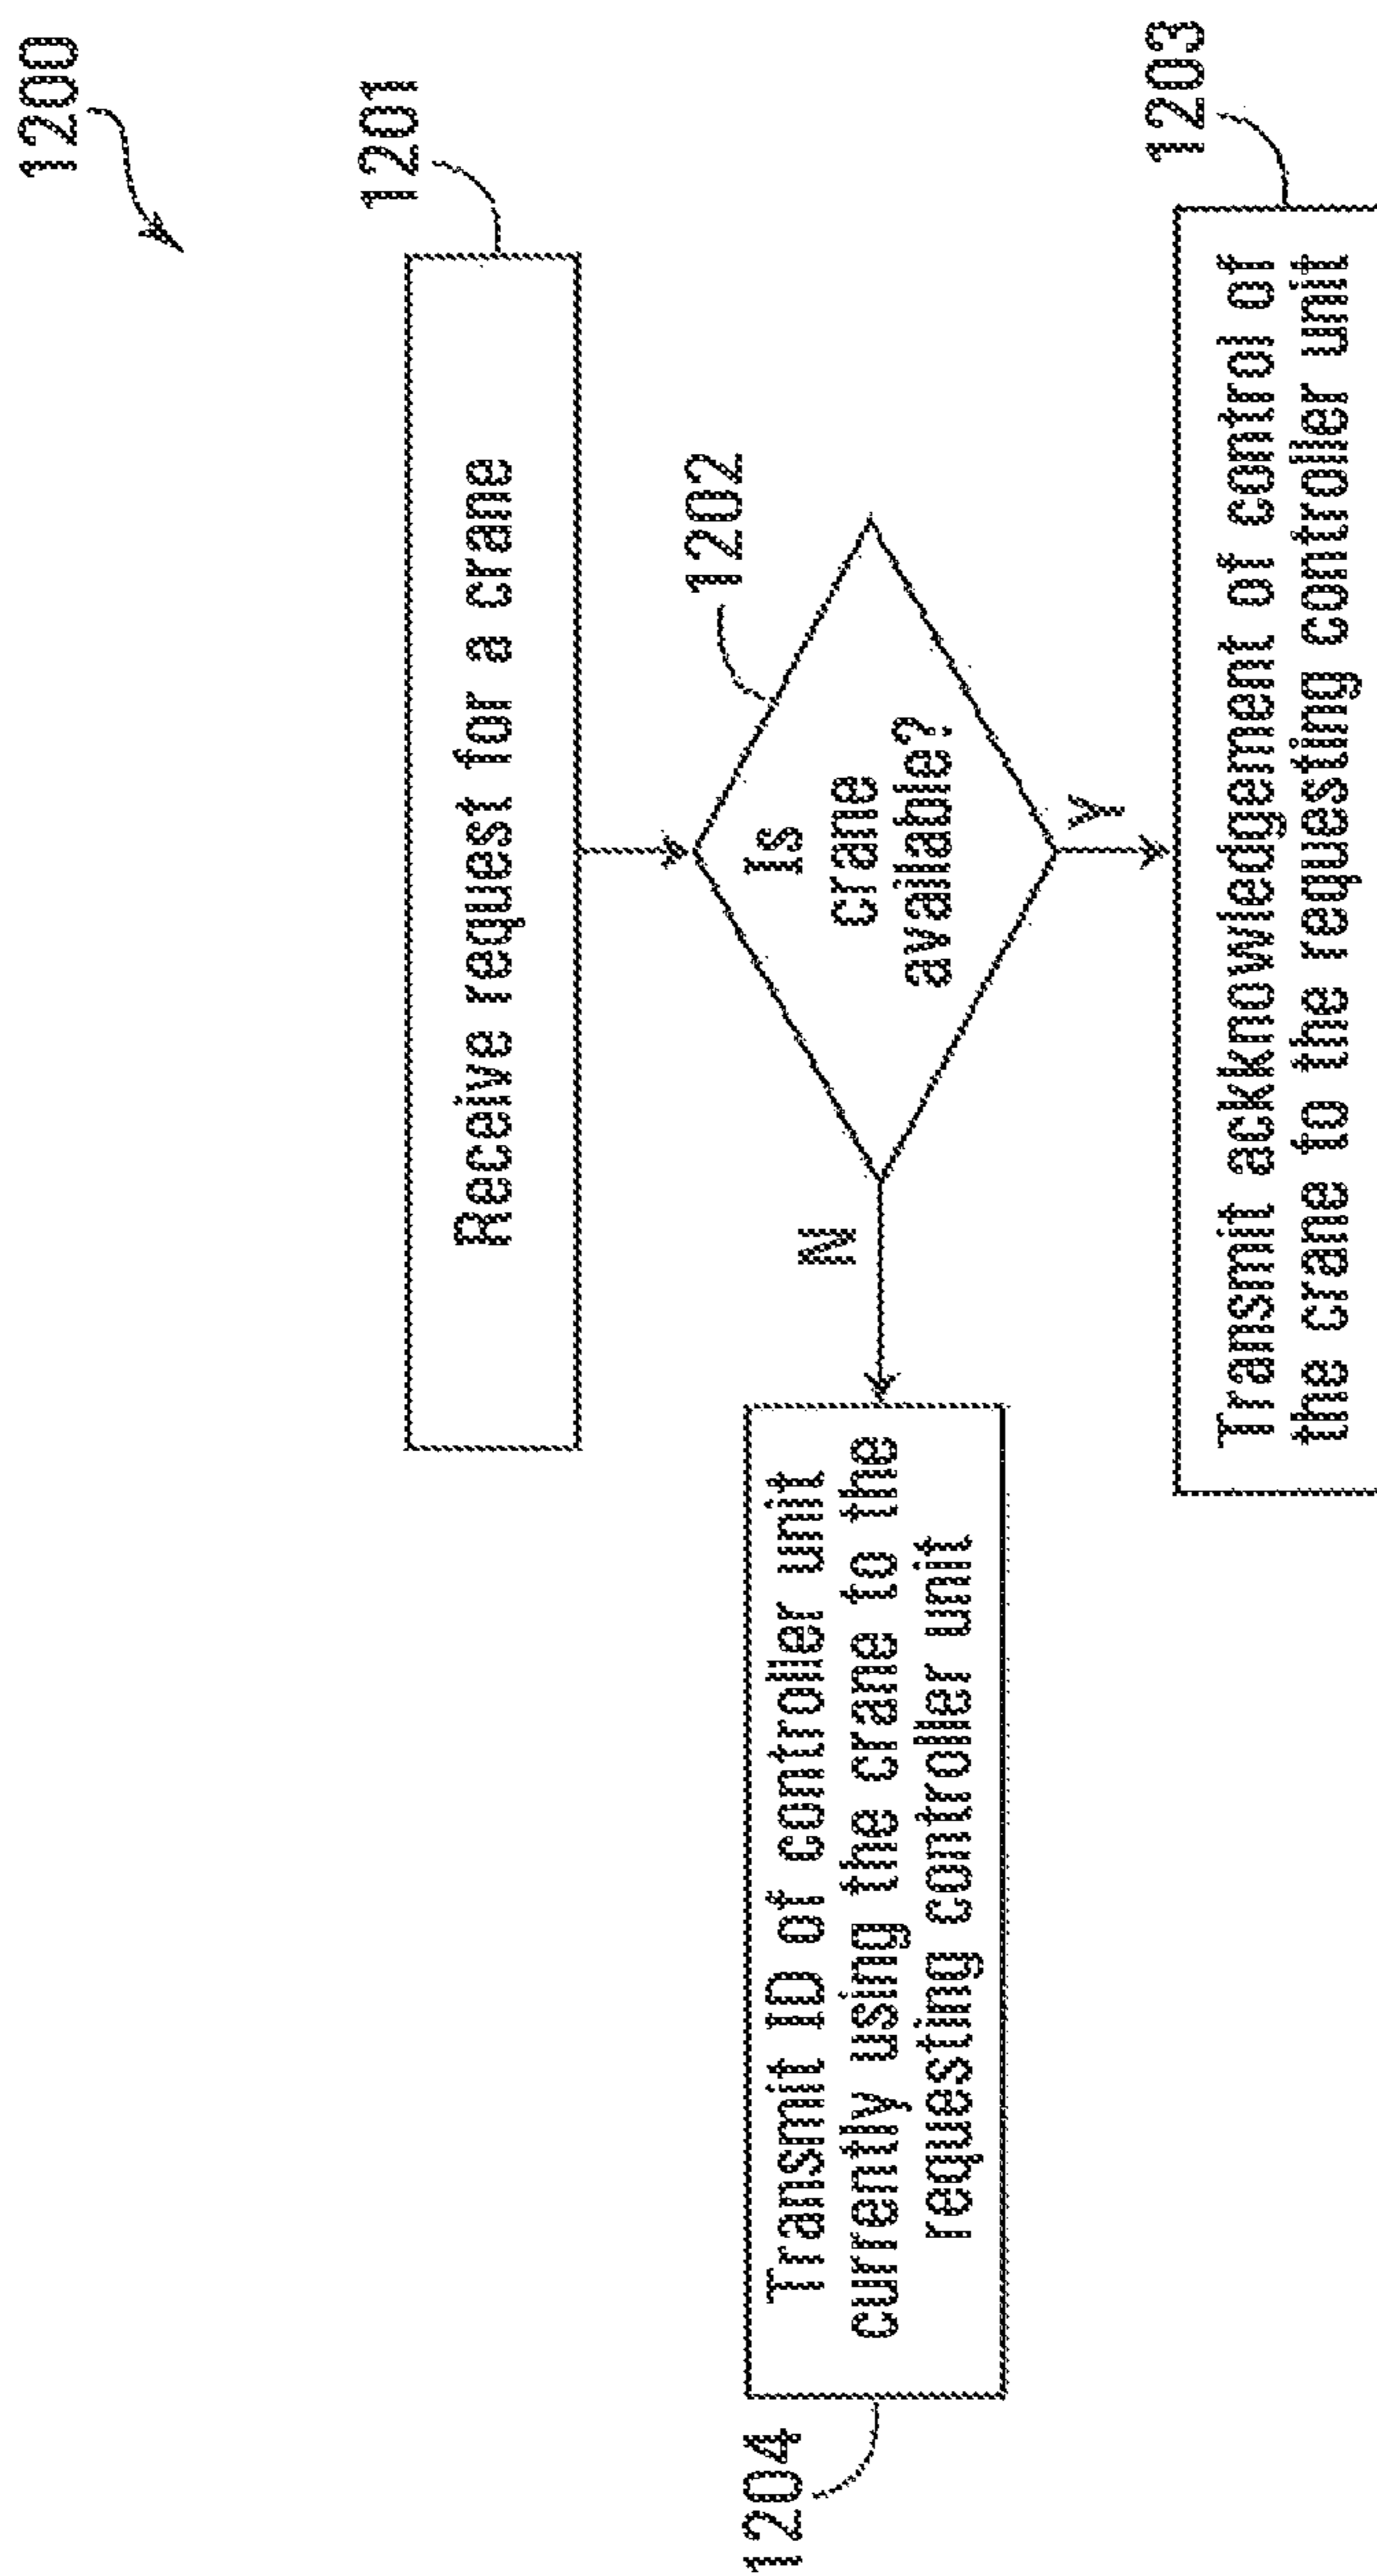 1200
1201
Receive request for a crane
1202
Is
crane
available?
N
Y
1204
Transmit ID of controller unit
currently using the crane to the
requesting controller unit
1203
Transmit ackknowledgement of control of
the crane to the requesting controller unit